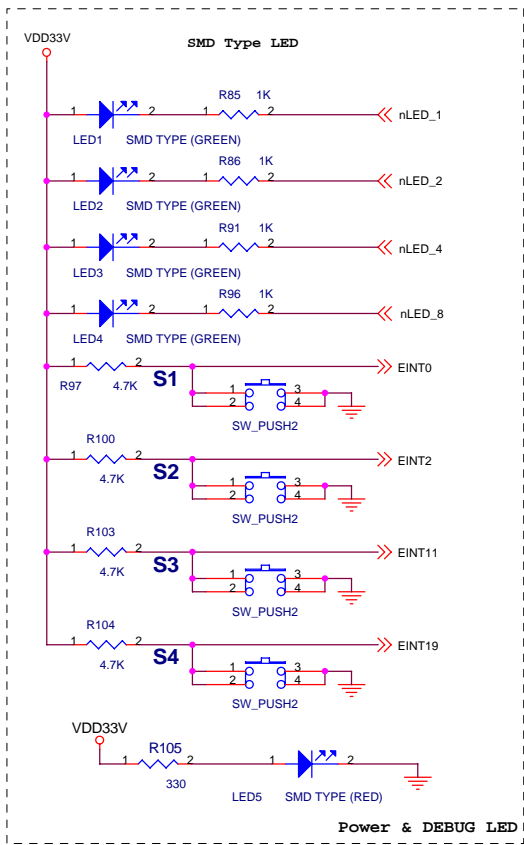 VDD33V
SMD Type LED
R85 1K
1 2 1 2 nLED_1
LED1 SMD TYPE (GREEN)
R86 1K
1 2 1 2 nLED_2
LED2 SMD TYPE (GREEN)
R91 1K
1 2 1 2 nLED_4
LED3 SMD TYPE (GREEN)
R96 1K
1 2 1 2 nLED_8
LED4 SMD TYPE (GREEN)
1 2 EINT0
R97 4.7K S1
1 3
2 4
SW_PUSH2
R100
1 2 EINT2
4.7K S2
1 3
2 4
SW_PUSH2
R103
1 2 EINT11
4.7K S3
1 3
2 4
SW_PUSH2
R104
1 2 EINT19
4.7K S4
1 3
2 4
SW_PUSH2
VDD33V
R105
1 2 1 2
330
LED5 SMD TYPE (RED)
Power & DEBUG LED